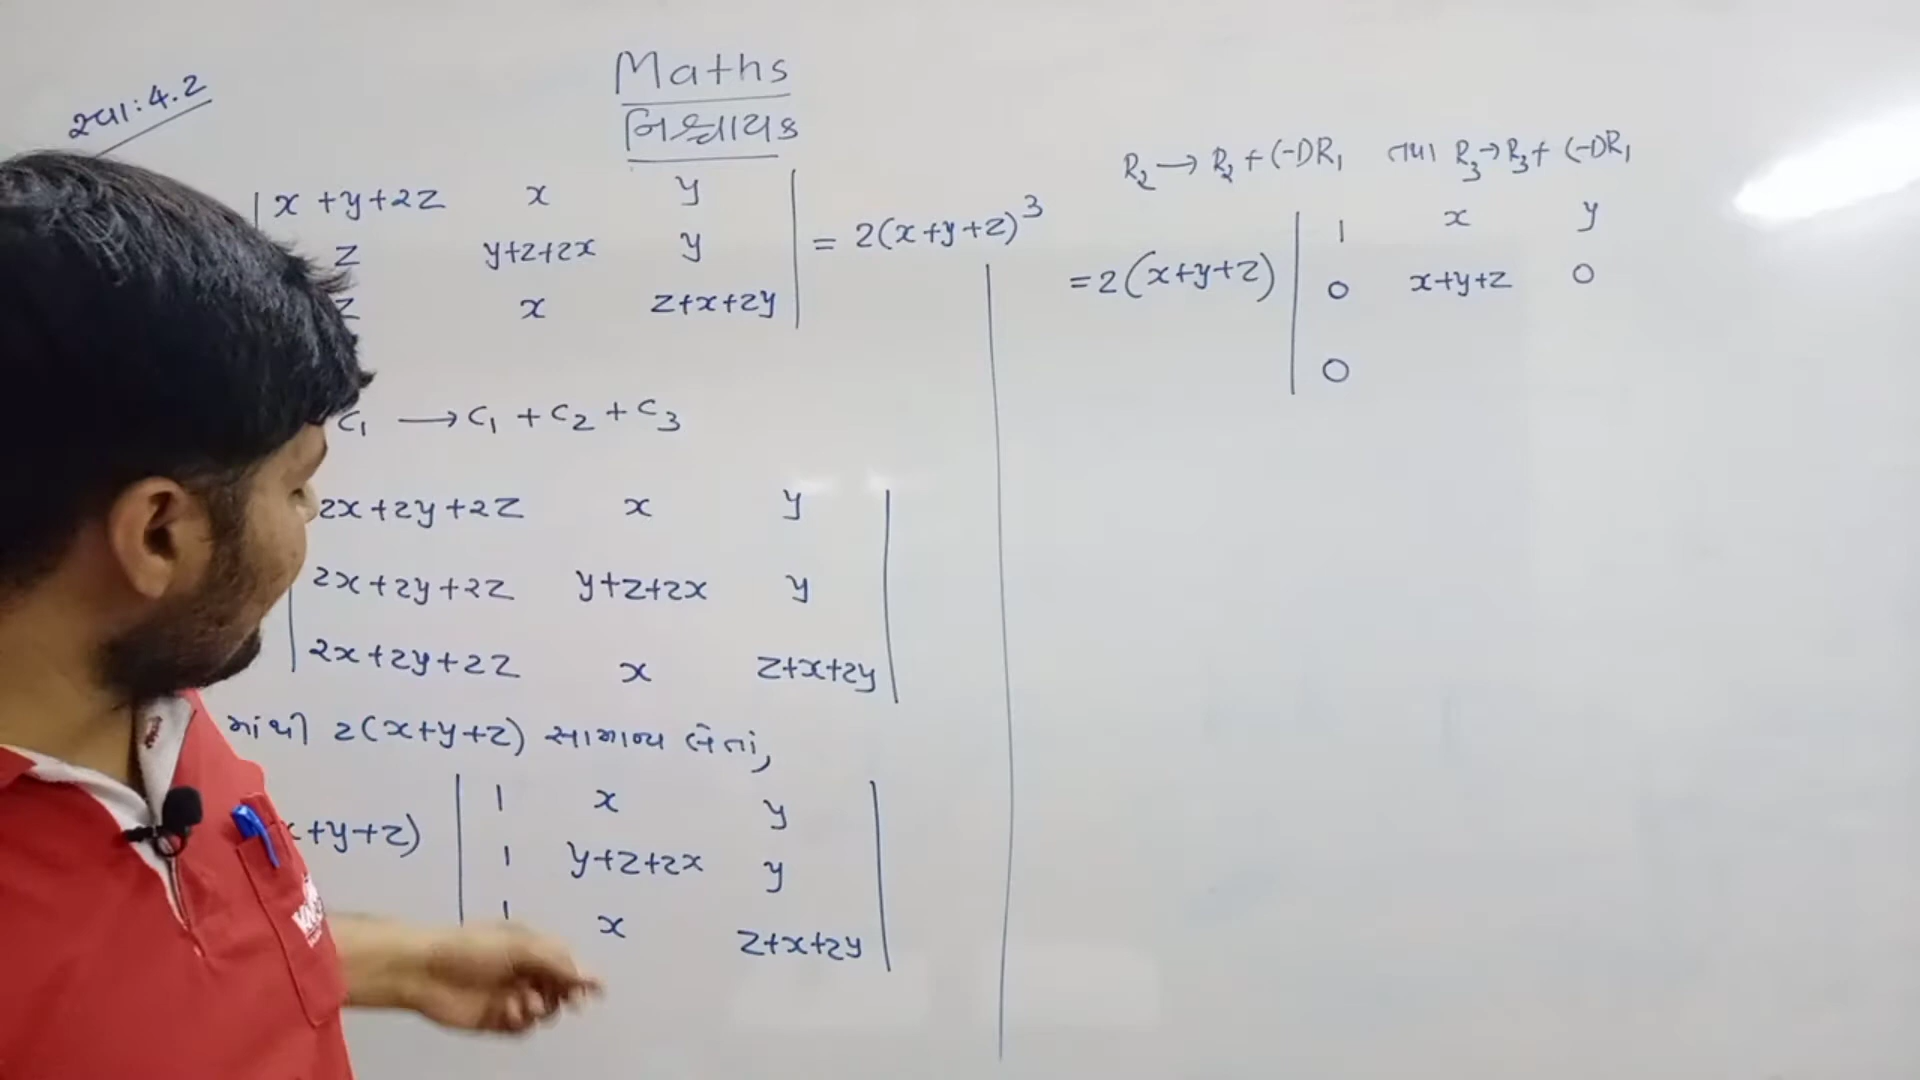 સ્વા: 4.2
Maths
નિશ્ચાયક
| x+y+2z x y |
z y+z+2x y = 2(x+y+z)³
z x z+x+2y
C₁ → C₁ + C₂ + C₃
2x+2y+2z x y
2x+2y+2z y+z+2x y
2x+2y+2z x z+x+2y
માંથી 2(x+y+z) સામાન્ય લેતાં,
1 x y
x+y+z) 1 y+z+2x y
1 x z+x+2y
R₂ → R₂ + (-1)R₁ તથા R₃ → R₃ + (-1)R₁
1 x y
= 2(x+y+z) 0 x+y+z 0
0